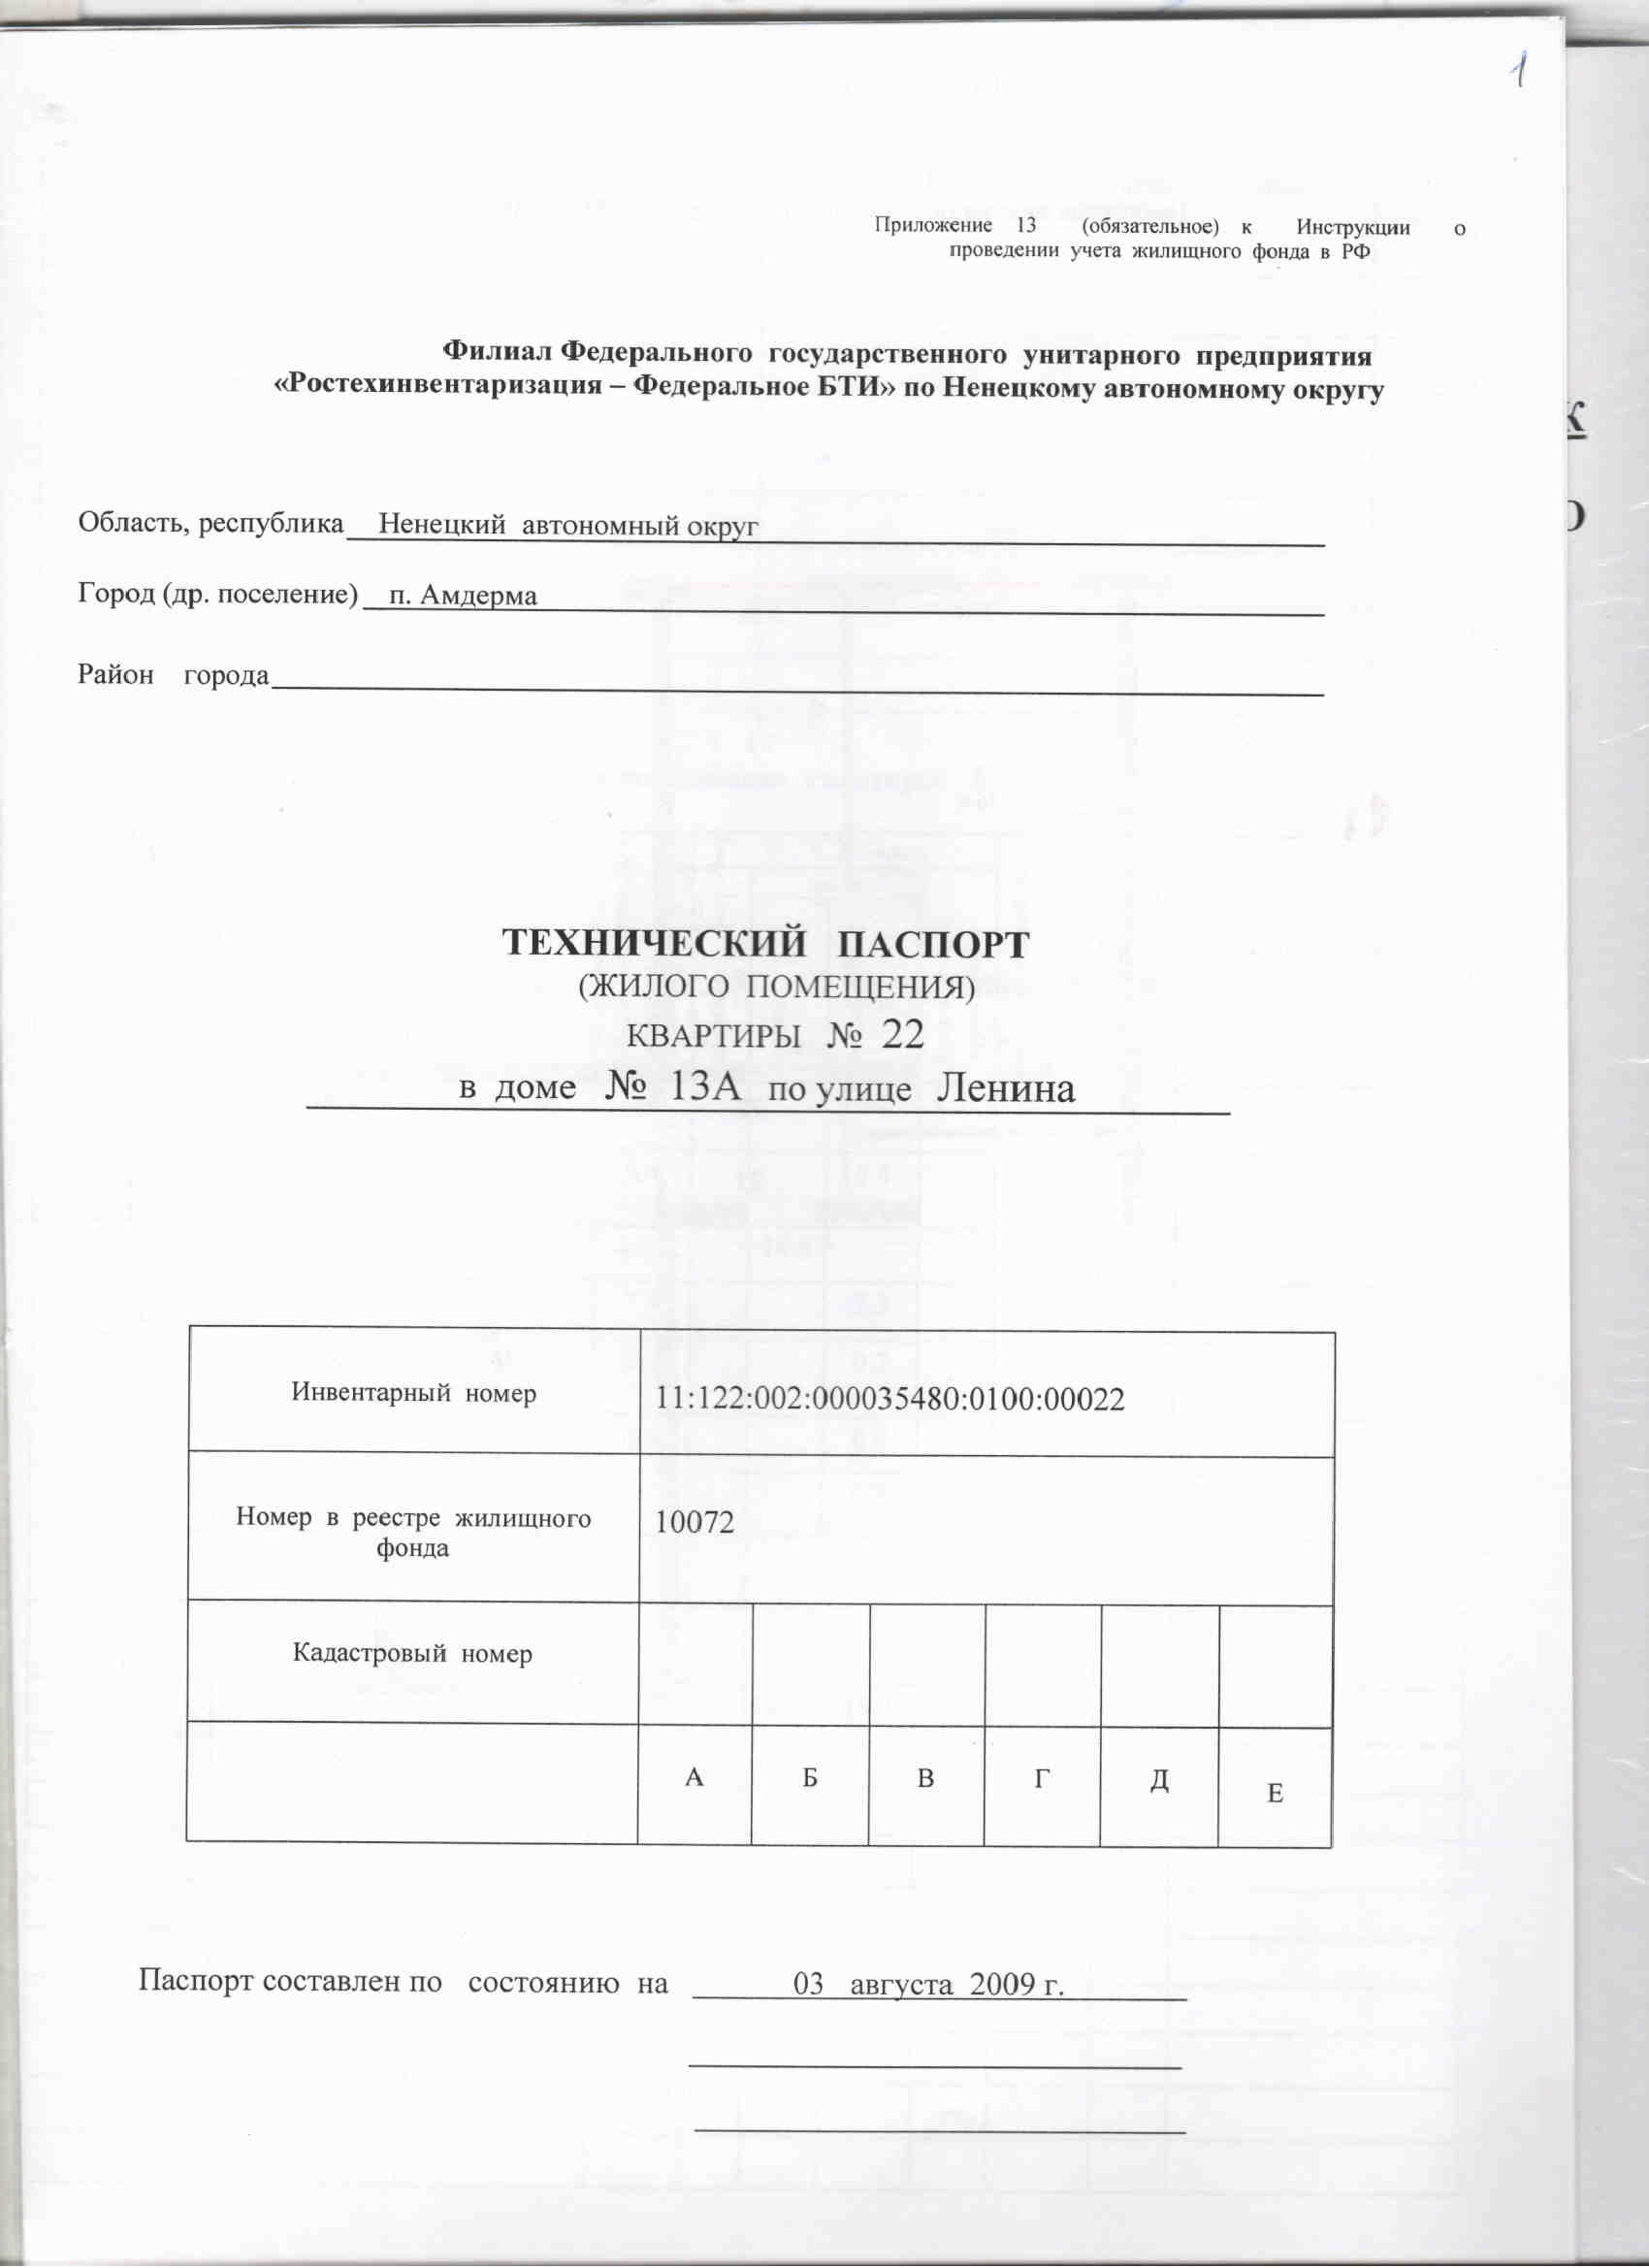 1
Приложение 13 (обязательное) к Инструкции о
проведении учета жилищного фонда в РФ
Филиал Федерального государственного унитарного предприятия
«Ростехинвентаризация – Федеральное БТИ» по Ненецкому автономному округу
к
Область, республика Ненецкий автономный округ
Город (др. поселение) п. Амдерма
Район города
ТЕХНИЧЕСКИЙ ПАСПОРТ
(ЖИЛОГО ПОМЕЩЕНИЯ)
КВАРТИРЫ № 22
в доме № 13А по улице Ленина
Инвентарный номер 11:122:002:000035480:0100:00022
Номер в реестре жилищного
фонда
10072
Кадастровый номер
А Б В Г Д Е
Паспорт составлен по состоянию на 03 августа 2009 г.